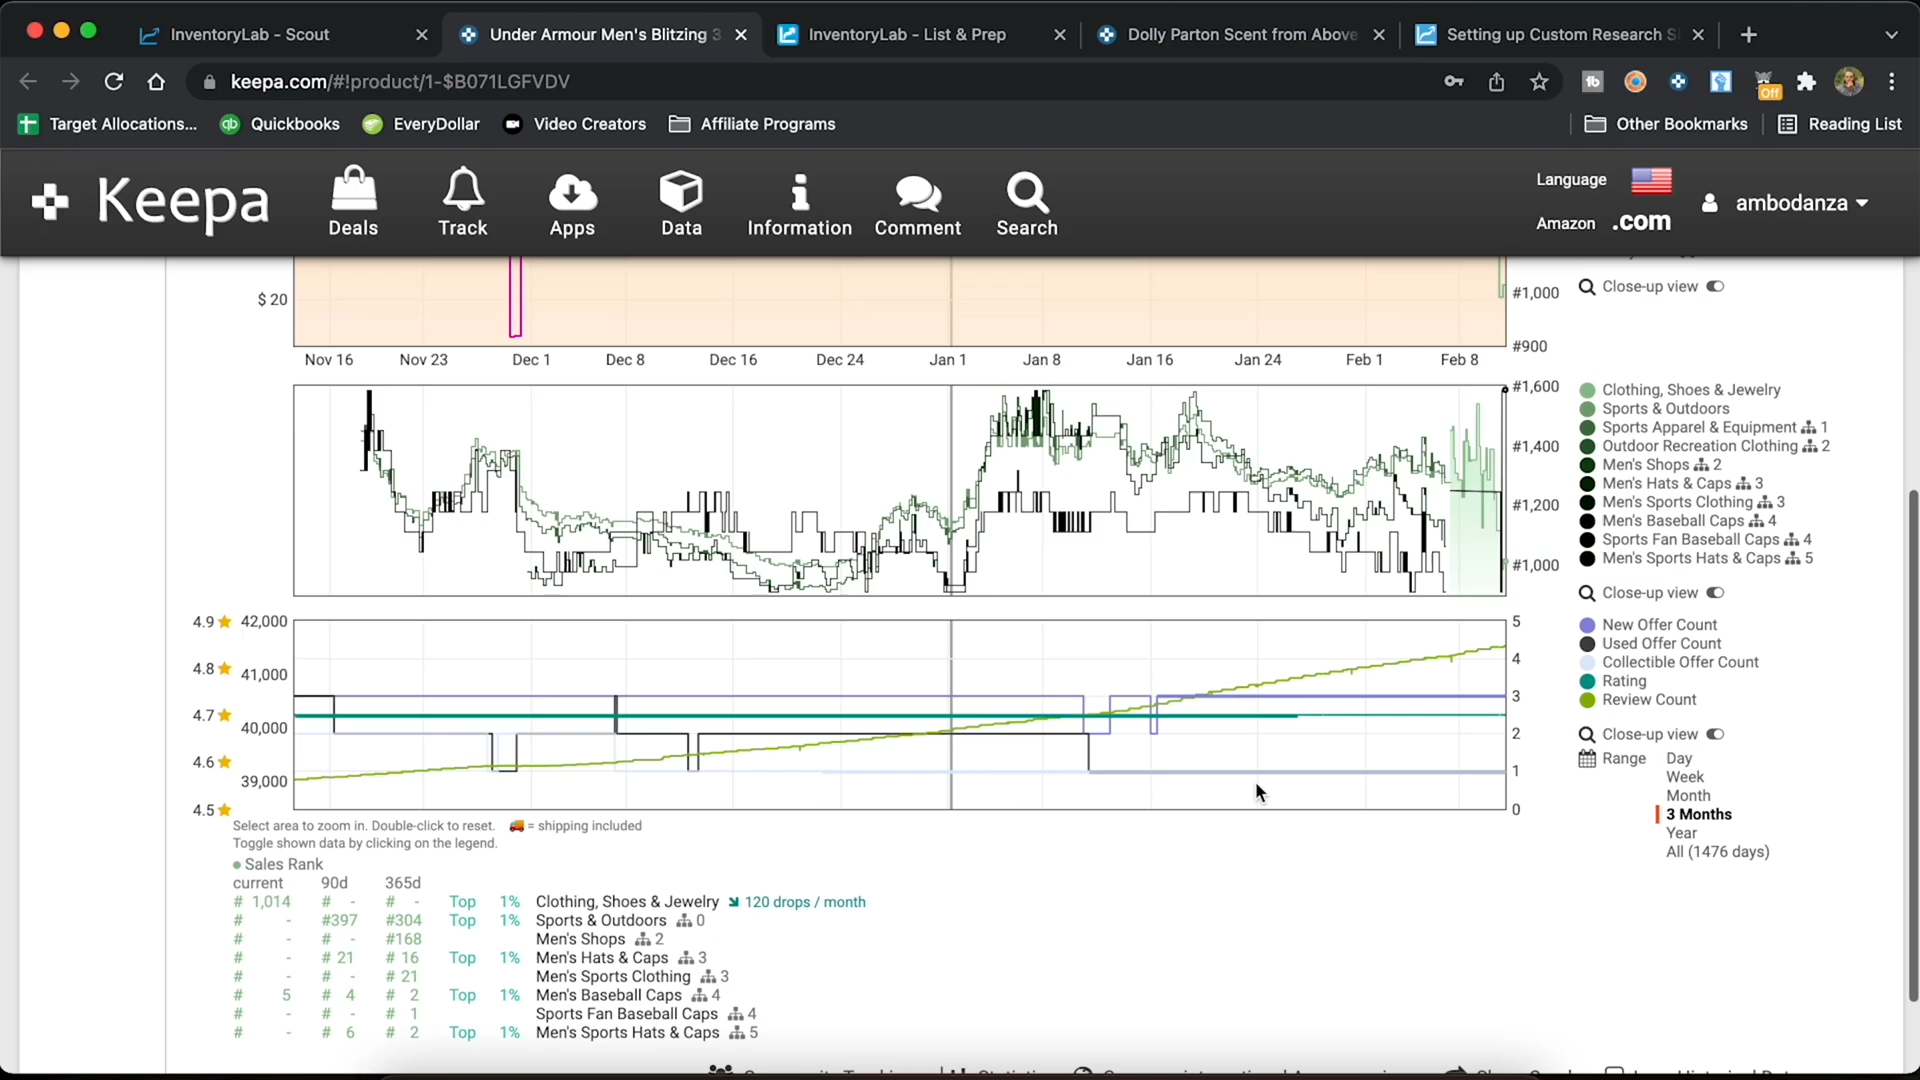 InventoryLab - Scout
Under Armour Men's Blitzing 3
InventoryLab - List & Prep
Dolly Parton Scent from Above
Setting up Custom Research S
keepa.com/#!product/1-$B071LGFVDV
tb
Off
Target Allocations...
qb
Quickbooks
EveryDollar
Video Creators
Affiliate Programs
Other Bookmarks
Reading List
Keepa
Deals
Track
Apps
Data
Information
Comment
Search
Language
Amazon .com
ambodanza
$ 20
#1,000
#900
Close-up view
Nov 16 Nov 23 Dec 1 Dec 8 Dec 16 Dec 24 Jan 1 Jan 8 Jan 16 Jan 24 Feb 1 Feb 8
#1,600
#1,400
#1,200
#1,000
Clothing, Shoes & Jewelry
Sports & Outdoors
Sports Apparel & Equipment 1
Outdoor Recreation Clothing 2
Men's Shops 2
Men's Hats & Caps 3
Men's Sports Clothing 3
Men's Baseball Caps 4
Sports Fan Baseball Caps 4
Men's Sports Hats & Caps 5
Close-up view
4.9 42,000 5
4.8 41,000 4
3
4.7 40,000 2
4.6 39,000 1
4.5 0
New Offer Count
Used Offer Count
Collectible Offer Count
Rating
Review Count
Close-up view
Range Day
Week
Month
3 Months
Year
All (1476 days)
Select area to zoom in. Double-click to reset. = shipping included
Toggle shown data by clicking on the legend.
Sales Rank
current 90d 365d
# 1,014 # - # - Top 1% Clothing, Shoes & Jewelry 120 drops / month
# - #397 #304 Top 1% Sports & Outdoors 0
# - # - #168 Men's Shops 2
# - # 21 # 16 Top 1% Men's Hats & Caps 3
# - # - # 21 Men's Sports Clothing 3
# 5 # 4 # 2 Top 1% Men's Baseball Caps 4
# - # - # 1 Sports Fan Baseball Caps 4
# - # 6 # 2 Top 1% Men's Sports Hats & Caps 5